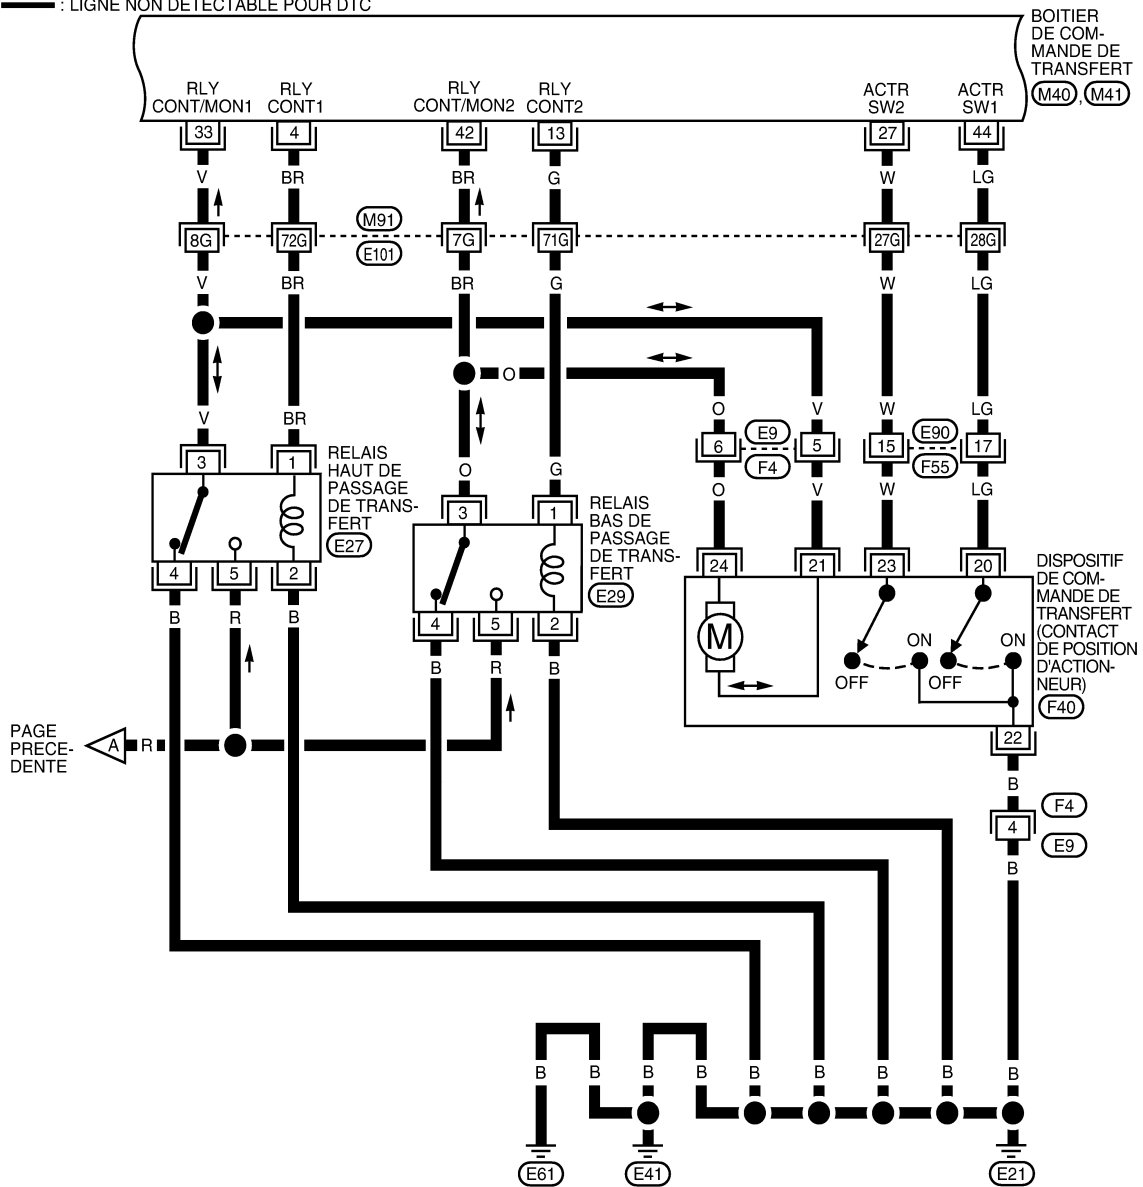 : LIGNE NON DETECTABLE POUR DTC
BOITIER
DE COM-
MANDE DE
TRANSFERT
M40 , M41
RLY
CONT/MON1
RLY
CONT1
RLY
CONT/MON2
RLY
CONT2
ACTR
SW2
ACTR
SW1
33 4 42 13 27 44
V BR BR G W LG
M91
8G 72G 7G 71G 27G 28G
E101
V BR BR G W LG
O
V BR O V W LG
E9 E90
6 5 15 17
F4 F55
O G O V W LG
3 1
RELAIS
HAUT DE
PASSAGE
DE TRANS-
FERT
E27
4 5 2
B R B
3 1
RELAIS
BAS DE
PASSAGE
DE TRANS-
FERT
E29
4 5 2
B R B
24 21 23 20
M
ON ON
OFF OFF
DISPOSITIF
DE COM-
MANDE DE
TRANSFERT
(CONTACT
DE POSITION
D'ACTION-
NEUR)
F40
22
PAGE
PRECE-
DENTE
A R
B
F4
4
E9
B
B B B B B B B B B
E61 E41 E21